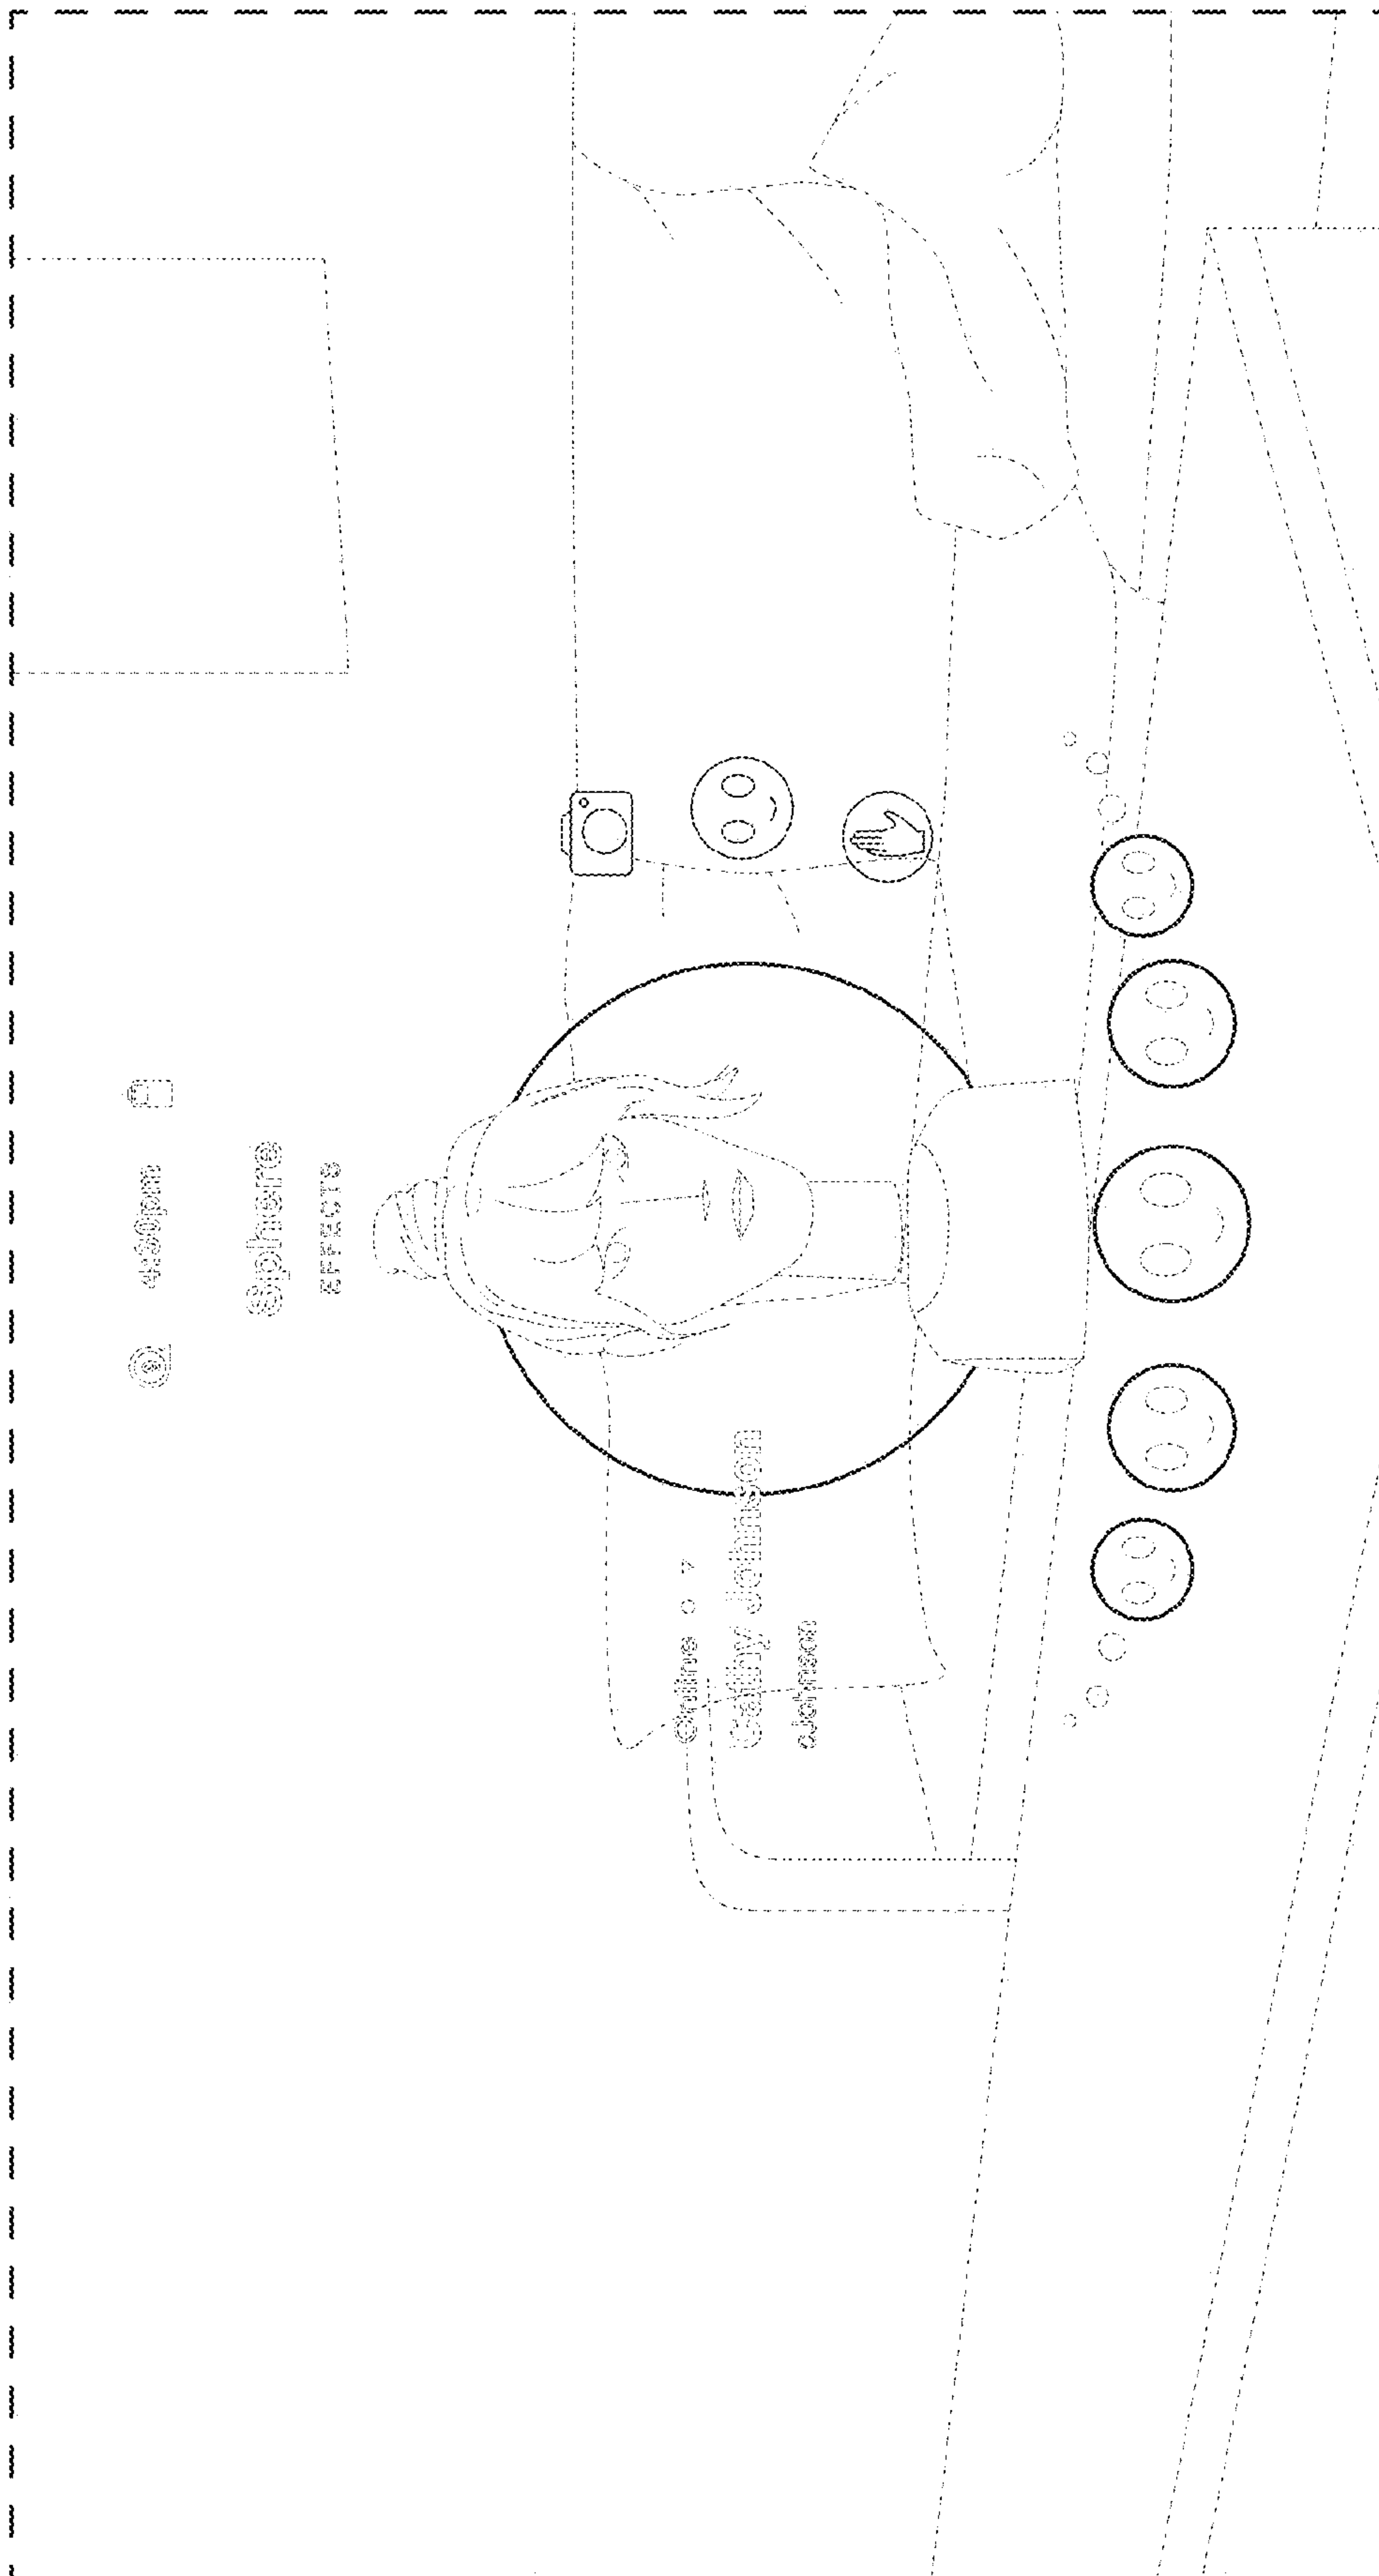 4:30pm
Sphere
EFFECTS
Online
Cathy Johnson
cJohnson